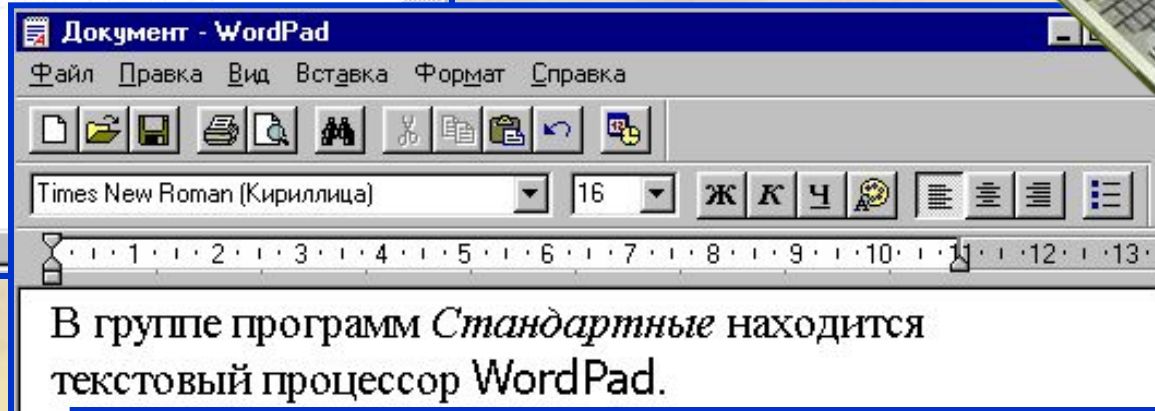 Документ - WordPad
Файл Правка Вид Вставка Формат Справка
Times New Roman (Кириллица) 16 Ж К Ч
1 2 3 4 5 6 7 8 9 10 11 12 13
В группе программ Стандартные находится
текстовый процессор WordPad.